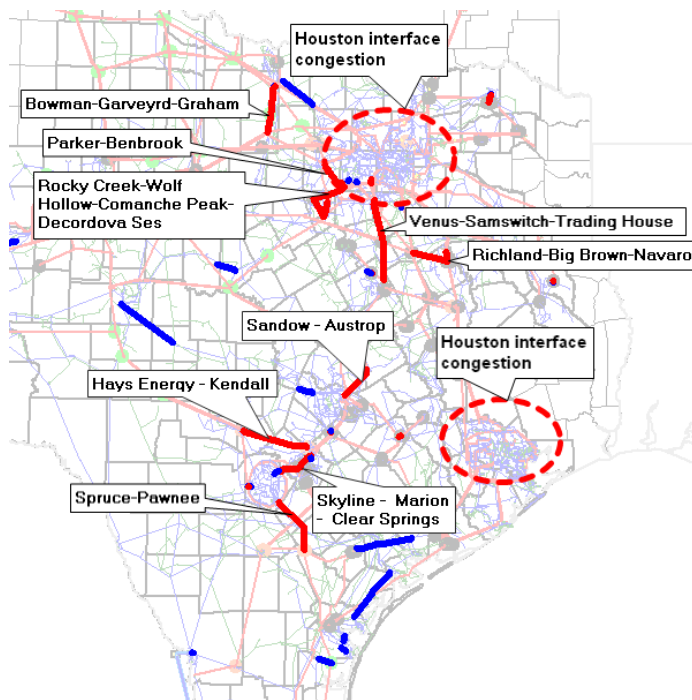 Houston interface
congestion
Bowman-Garveyrd-Graham
Parker-Benbrook
Rocky Creek-Wolf
Hollow-Comanche Peak-
Decordova Ses
Venus-Samswitch-Trading House
Richland-Big Brown-Navaro
Sandow - Austrop
Houston interface
congestion
Hays Energy - Kendall
Spruce-Pawnee
Skyline - Marion
- Clear Springs